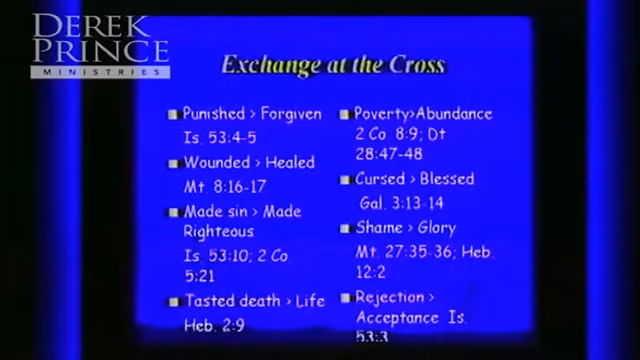 DEREK
PRINCE
MINISTRIES
Exchange at the Cross
Punished > Forgiven
Is. 53:4-5
Wounded > Healed
Mt. 8:16-17
Made sin > Made
Righteous
Is. 53:10; 2 Co
5:21
Tasted death > Life
Heb. 2:9
Poverty>Abundance
2 Co 8:9; Dt
28:47-48
Cursed > Blessed
Gal. 3:13-14
Shame > Glory
Mt. 27:35-36; Heb.
12:2
Rejection >
Acceptance Is.
53:3